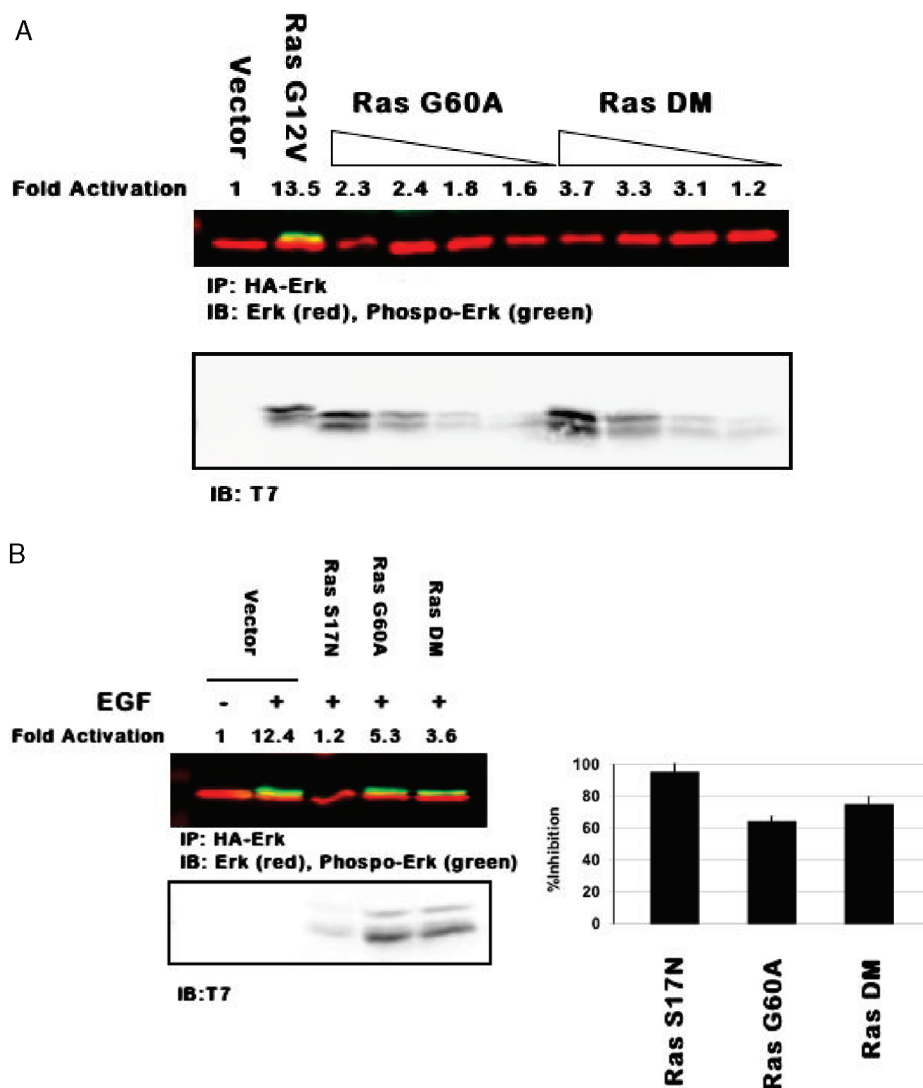 A
Vector
Ras G12V
Ras G60A
Ras DM
Fold Activation 1 13.5 2.3 2.4 1.8 1.6 3.7 3.3 3.1 1.2
IP: HA-Erk
IB: Erk (red), Phospo-Erk (green)
IB: T7
B
Vector
Ras S17N
Ras G60A
Ras DM
EGF - + + + +
Fold Activation 1 12.4 1.2 5.3 3.6
IP: HA-Erk
IB: Erk (red), Phospo-Erk (green)
IB:T7
%Inhibition
100
80
60
40
20
0
Ras S17N
Ras G60A
Ras DM